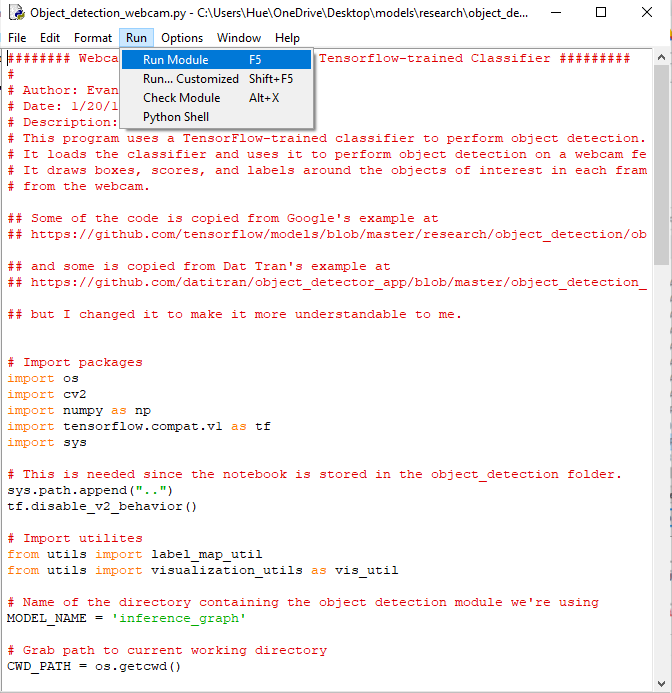 Object_detection_webcam.py - C:\Users\Hue\OneDrive\Desktop\models\research\object_de...
File Edit Format Run Options Window Help
Run Module F5
Run... Customized Shift+F5
Check Module Alt+X
Python Shell
######## Webca Tensorflow-trained Classifier #########
#
# Author: Evan
# Date: 1/20/1
# Description:
# This program uses a TensorFlow-trained classifier to perform object detection.
# It loads the classifier and uses it to perform object detection on a webcam fe
# It draws boxes, scores, and labels around the objects of interest in each fram
# from the webcam.
## Some of the code is copied from Google's example at
## https://github.com/tensorflow/models/blob/master/research/object_detection/ob
## and some is copied from Dat Tran's example at
## https://github.com/datitran/object_detector_app/blob/master/object_detection_
## but I changed it to make it more understandable to me.
# Import packages
import os
import cv2
import numpy as np
import tensorflow.compat.v1 as tf
import sys
# This is needed since the notebook is stored in the object_detection folder.
sys.path.append("..")
tf.disable_v2_behavior()
# Import utilites
from utils import label_map_util
from utils import visualization_utils as vis_util
# Name of the directory containing the object detection module we're using
MODEL_NAME = 'inference_graph'
# Grab path to current working directory
CWD_PATH = os.getcwd()